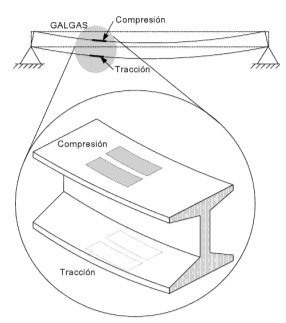 Compresión
GALGAS
Tracción
Compresión
Tracción